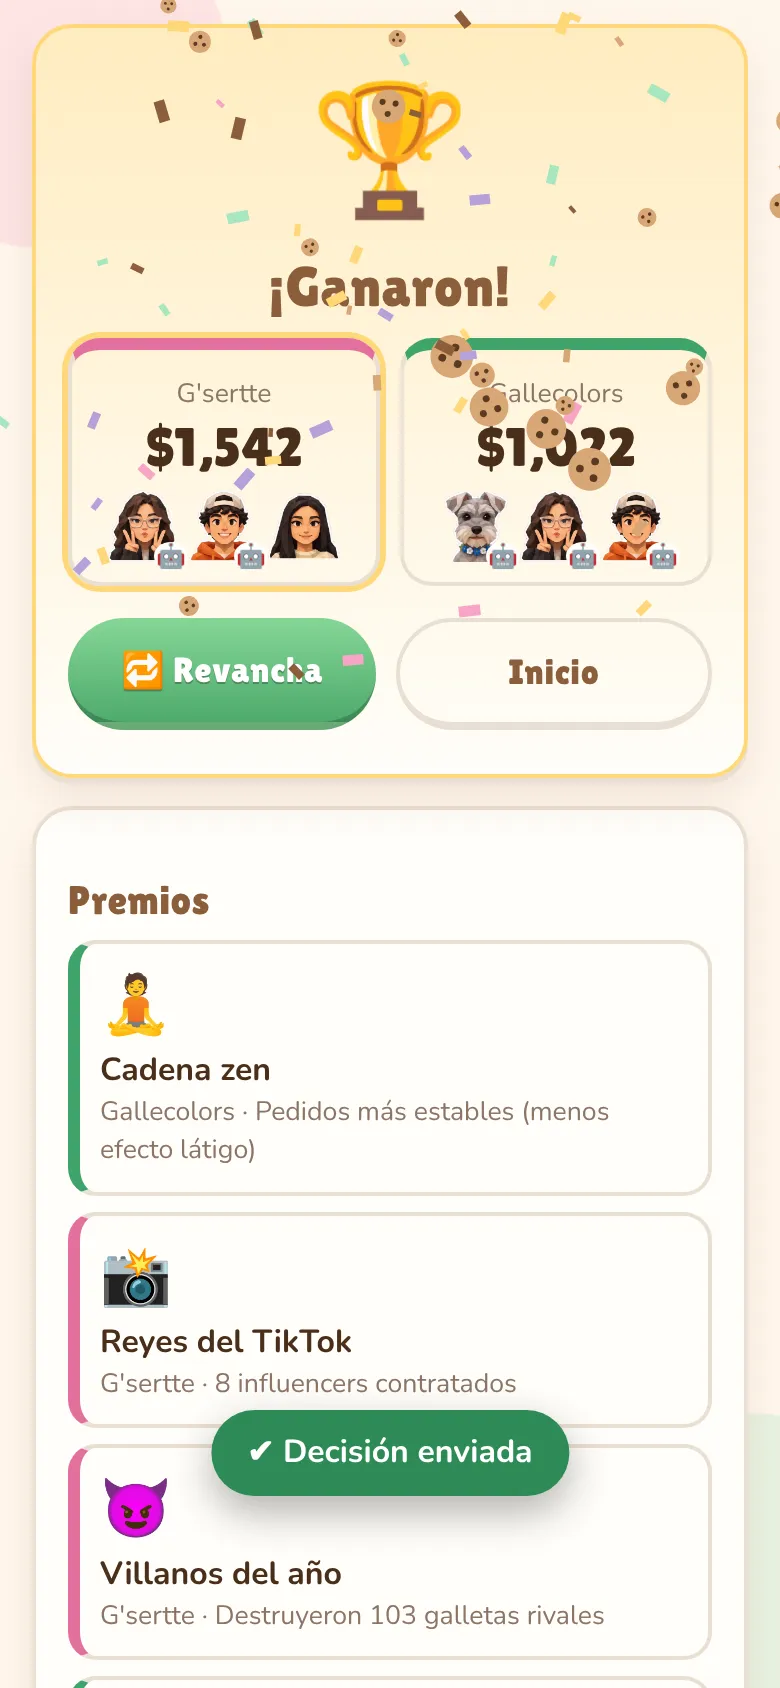 ¡Ganaron!
G'sertte
$1,542
Gallecolors
$1,022
Revancha
Inicio
Premios
Cadena zen
Gallecolors · Pedidos más estables (menos
efecto látigo)
Reyes del TikTok
G'sertte · 8 influencers contratados
✔ Decisión enviada
Villanos del año
G'sertte · Destruyeron 103 galletas rivales